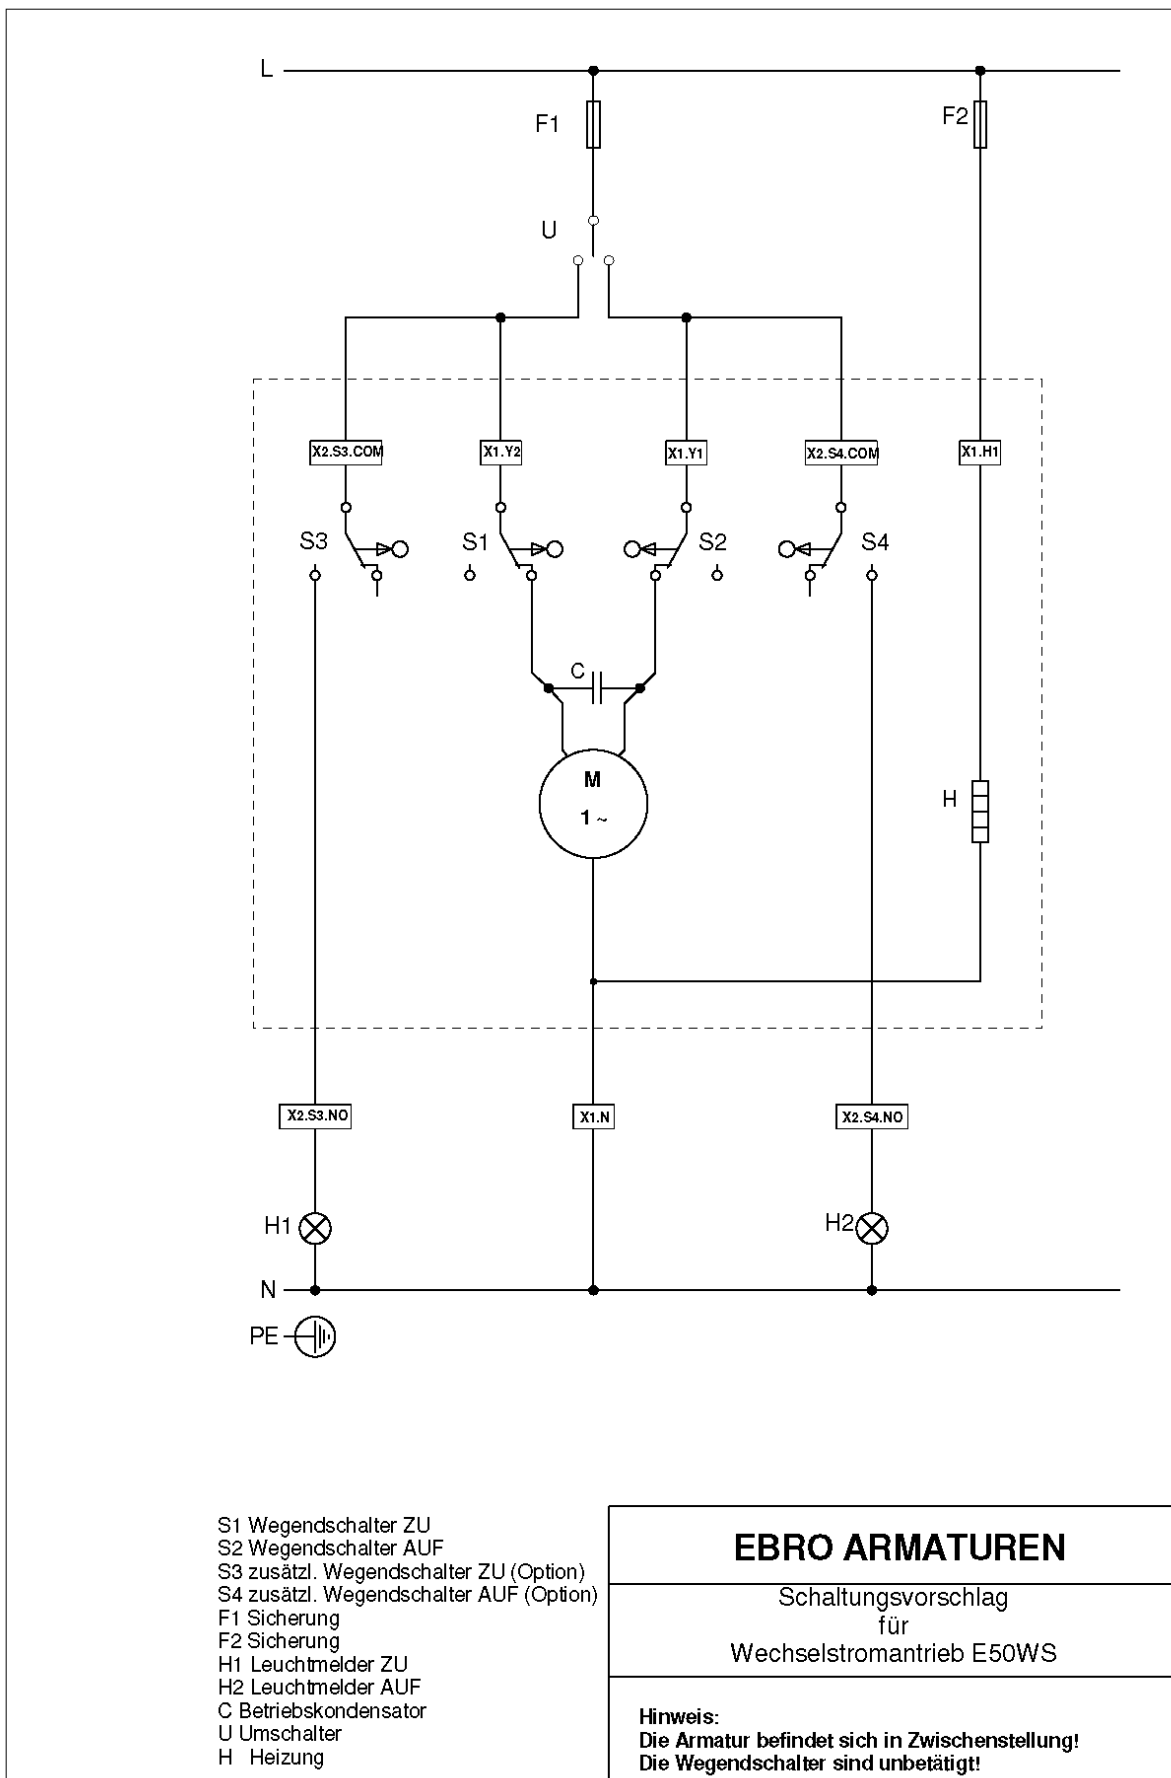 L
F1
F2
U
X2.S3.COM
X1.Y2
X1.Y1
X2.S4.COM
X1.H1
S3
S1
S2
S4
C
M
1 ~
H
X2.S3.NO
X1.N
X2.S4.NO
H1
H2
N
PE
S1 Wegendschalter ZU
S2 Wegendschalter AUF
S3 zusätzl. Wegendschalter ZU (Option)
S4 zusätzl. Wegendschalter AUF (Option)
F1 Sicherung
F2 Sicherung
H1 Leuchtmelder ZU
H2 Leuchtmelder AUF
C Betriebskondensator
U Umschalter
H Heizung
EBRO ARMATUREN
Schaltungsvorschlag
für
Wechselstromantrieb E50WS
Hinweis:
Die Armatur befindet sich in Zwischenstellung!
Die Wegendschalter sind unbetätigt!